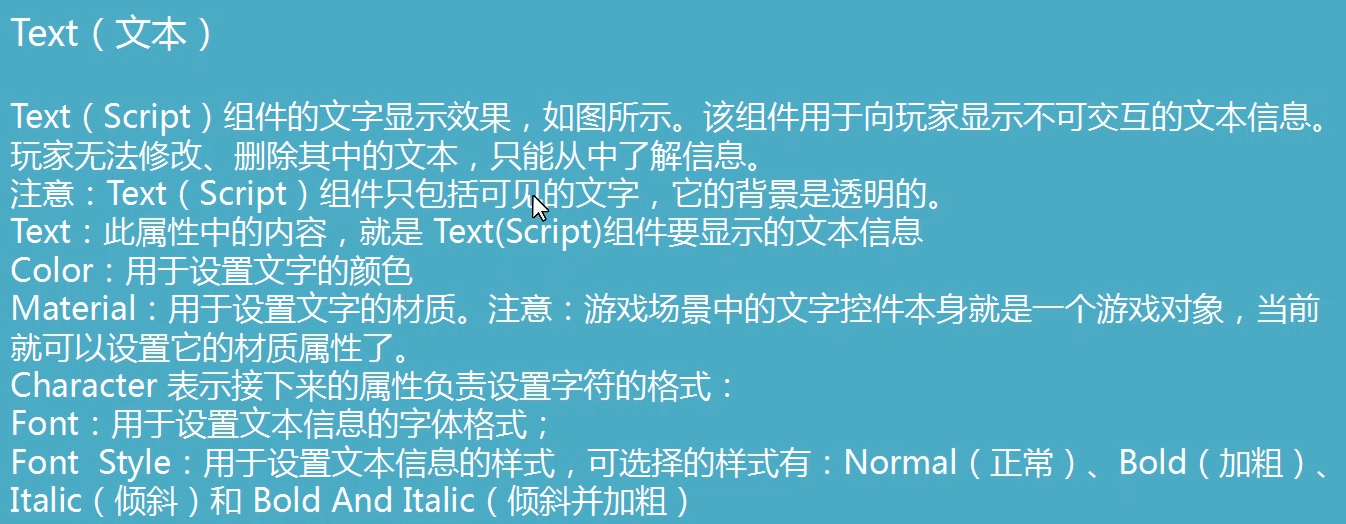 Text（文本）
Text（Script）组件的文字显示效果，如图所示。该组件用于向玩家显示不可交互的文本信息。
玩家无法修改、删除其中的文本，只能从中了解信息。
注意：Text（Script）组件只包括可见的文字，它的背景是透明的。
Text：此属性中的内容，就是 Text(Script)组件要显示的文本信息
Color：用于设置文字的颜色
Material：用于设置文字的材质。注意：游戏场景中的文字控件本身就是一个游戏对象，当前
就可以设置它的材质属性了。
Character 表示接下来的属性负责设置字符的格式：
Font：用于设置文本信息的字体格式；
Font  Style：用于设置文本信息的样式，可选择的样式有：Normal（正常）、Bold（加粗）、
Italic（倾斜）和 Bold And Italic（倾斜并加粗）